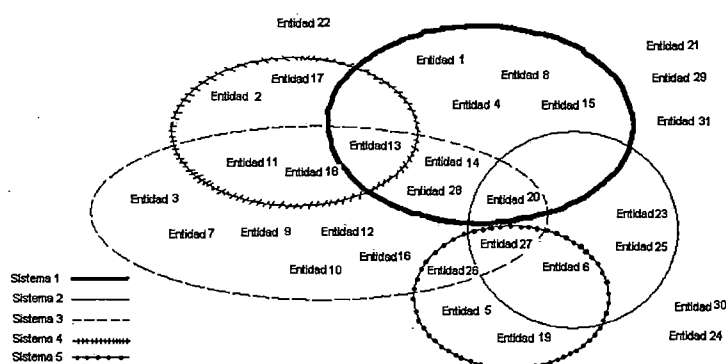 Entidad 22
Entidad 21
Entidad 1
Entidad 8
Entidad 17
Entidad 29
Entidad 2
Entidad 4
Entidad 15
Entidad 31
Entidad 13
Entidad 11
Entidad 14
Entidad 18
Entidad 28
Entidad 3
Entidad 20
Entidad 23
Entidad 7
Entidad 9
Entidad 12
Entidad 27
Entidad 25
Entidad 16
Entidad 10
Entidad 26
Entidad 6
Sistema 1
Sistema 2
Sistema 3
Sistema 4
Sistema 5
Entidad 5
Entidad 30
Entidad 19
Entidad 24